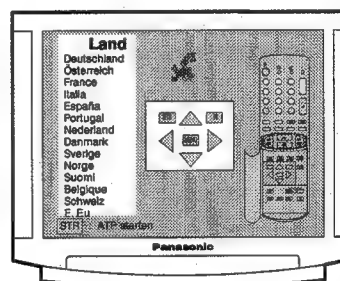 Land
Deutschland
Österreich
France
Italia
España
Portugal
Nederland
Danmark
Sverige
Norge
Suomi
Belgique
Schweiz
E. Eu
STR ATP starten
Panasonic